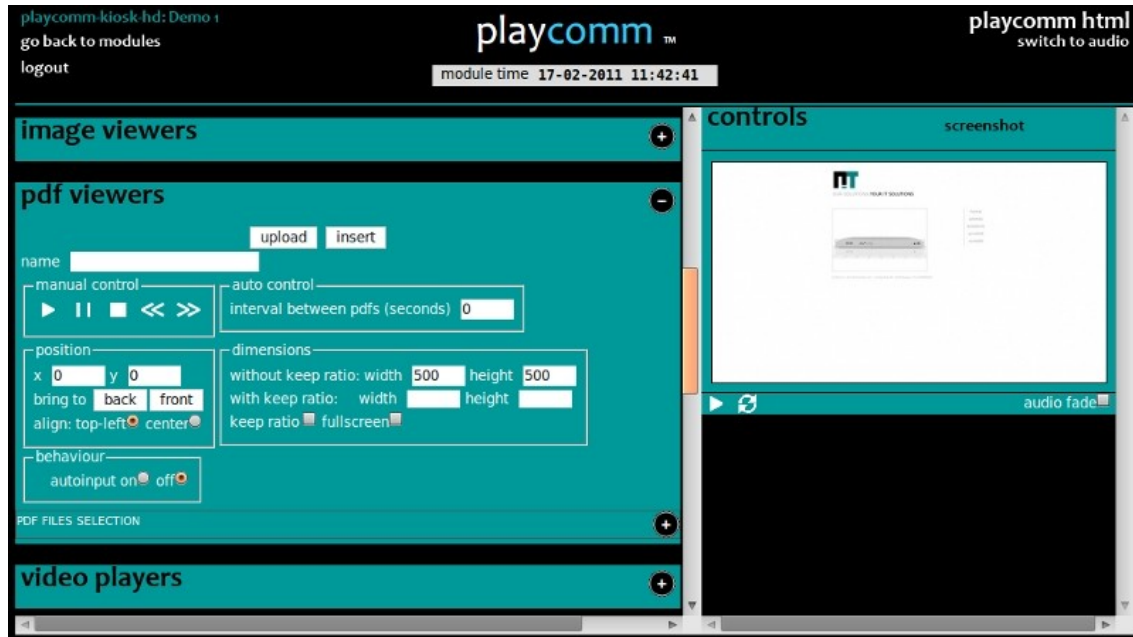 playcomm-kiosk-hd: Demo 1
go back to modules
logout
playcomm ™
module time 17-02-2011 11:42:41
playcomm html
switch to audio
image viewers
pdf viewers
upload insert
name
manual control
auto control
interval between pdfs (seconds) 0
position
x 0 y 0
bring to back front
align: top-left center
dimensions
without keep ratio: width 500 height 500
with keep ratio: width height
keep ratio fullscreen
behaviour
autoinput on off
PDF FILES SELECTION
video players
controls
screenshot
YOUR IT SOLUTIONS
audio fade